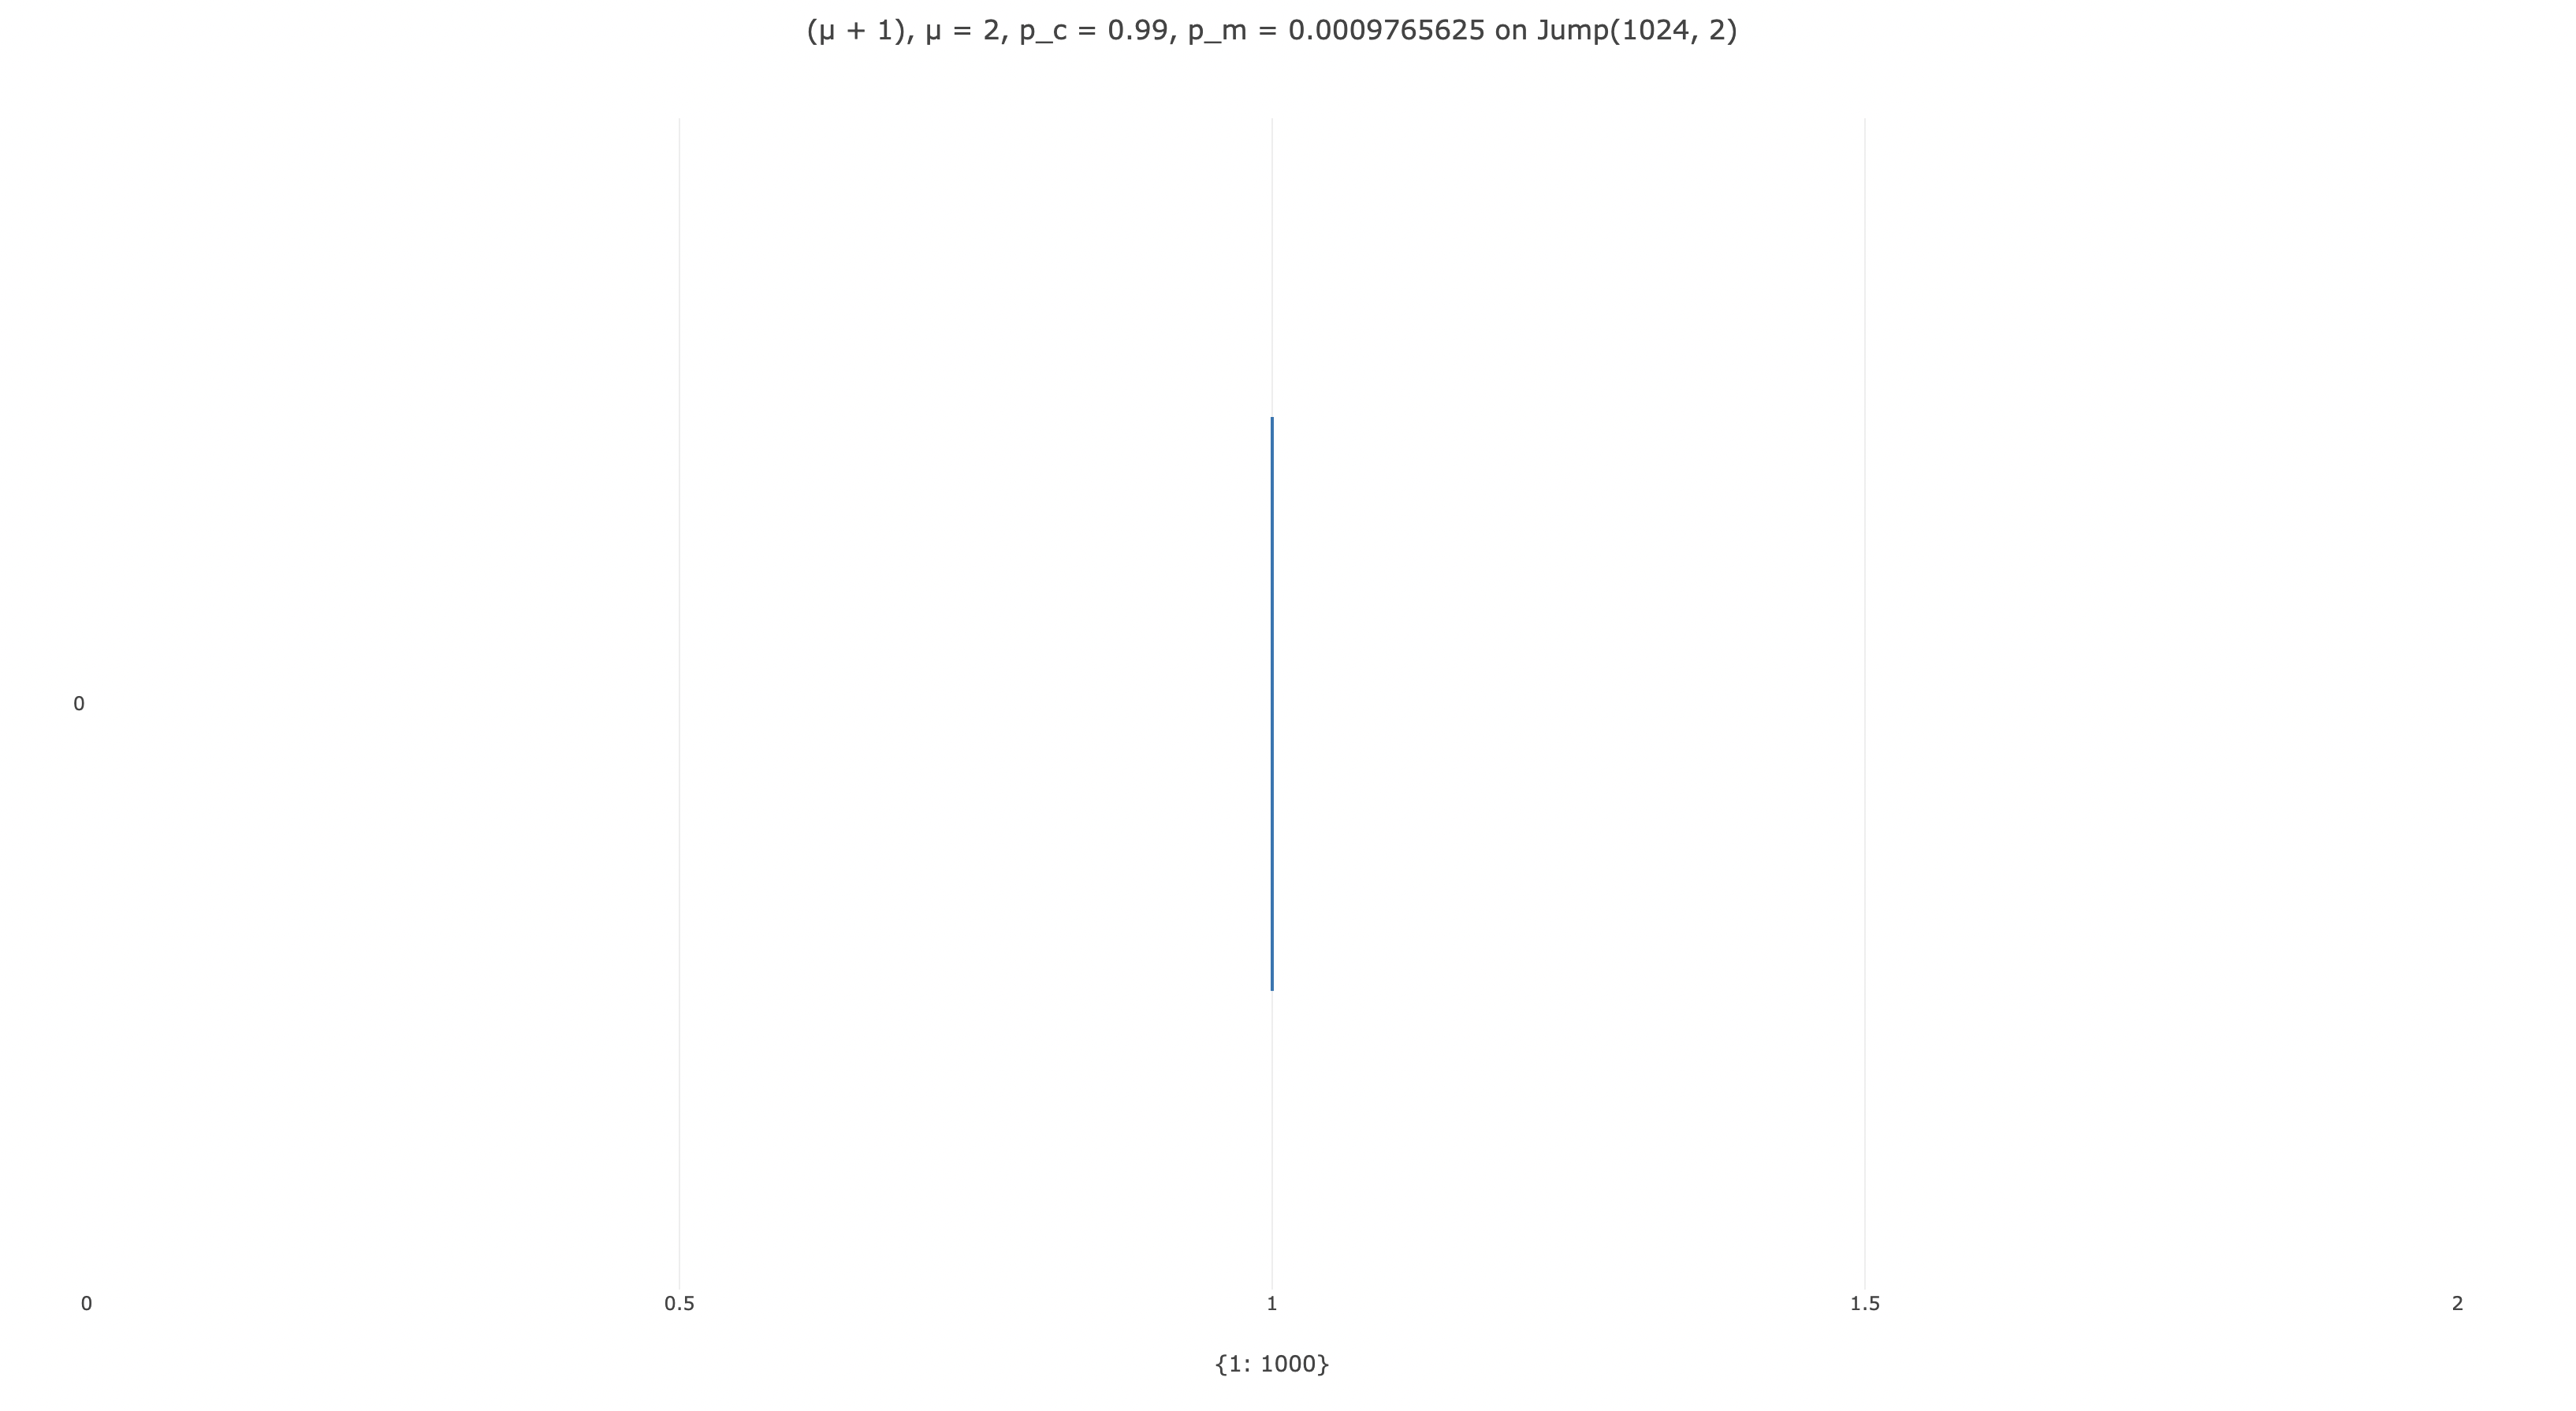 (μ + 1), μ = 2, p_c = 0.99, p_m = 0.0009765625 on Jump(1024, 2)
0
0 0.5 1 1.5 2
{1: 1000}